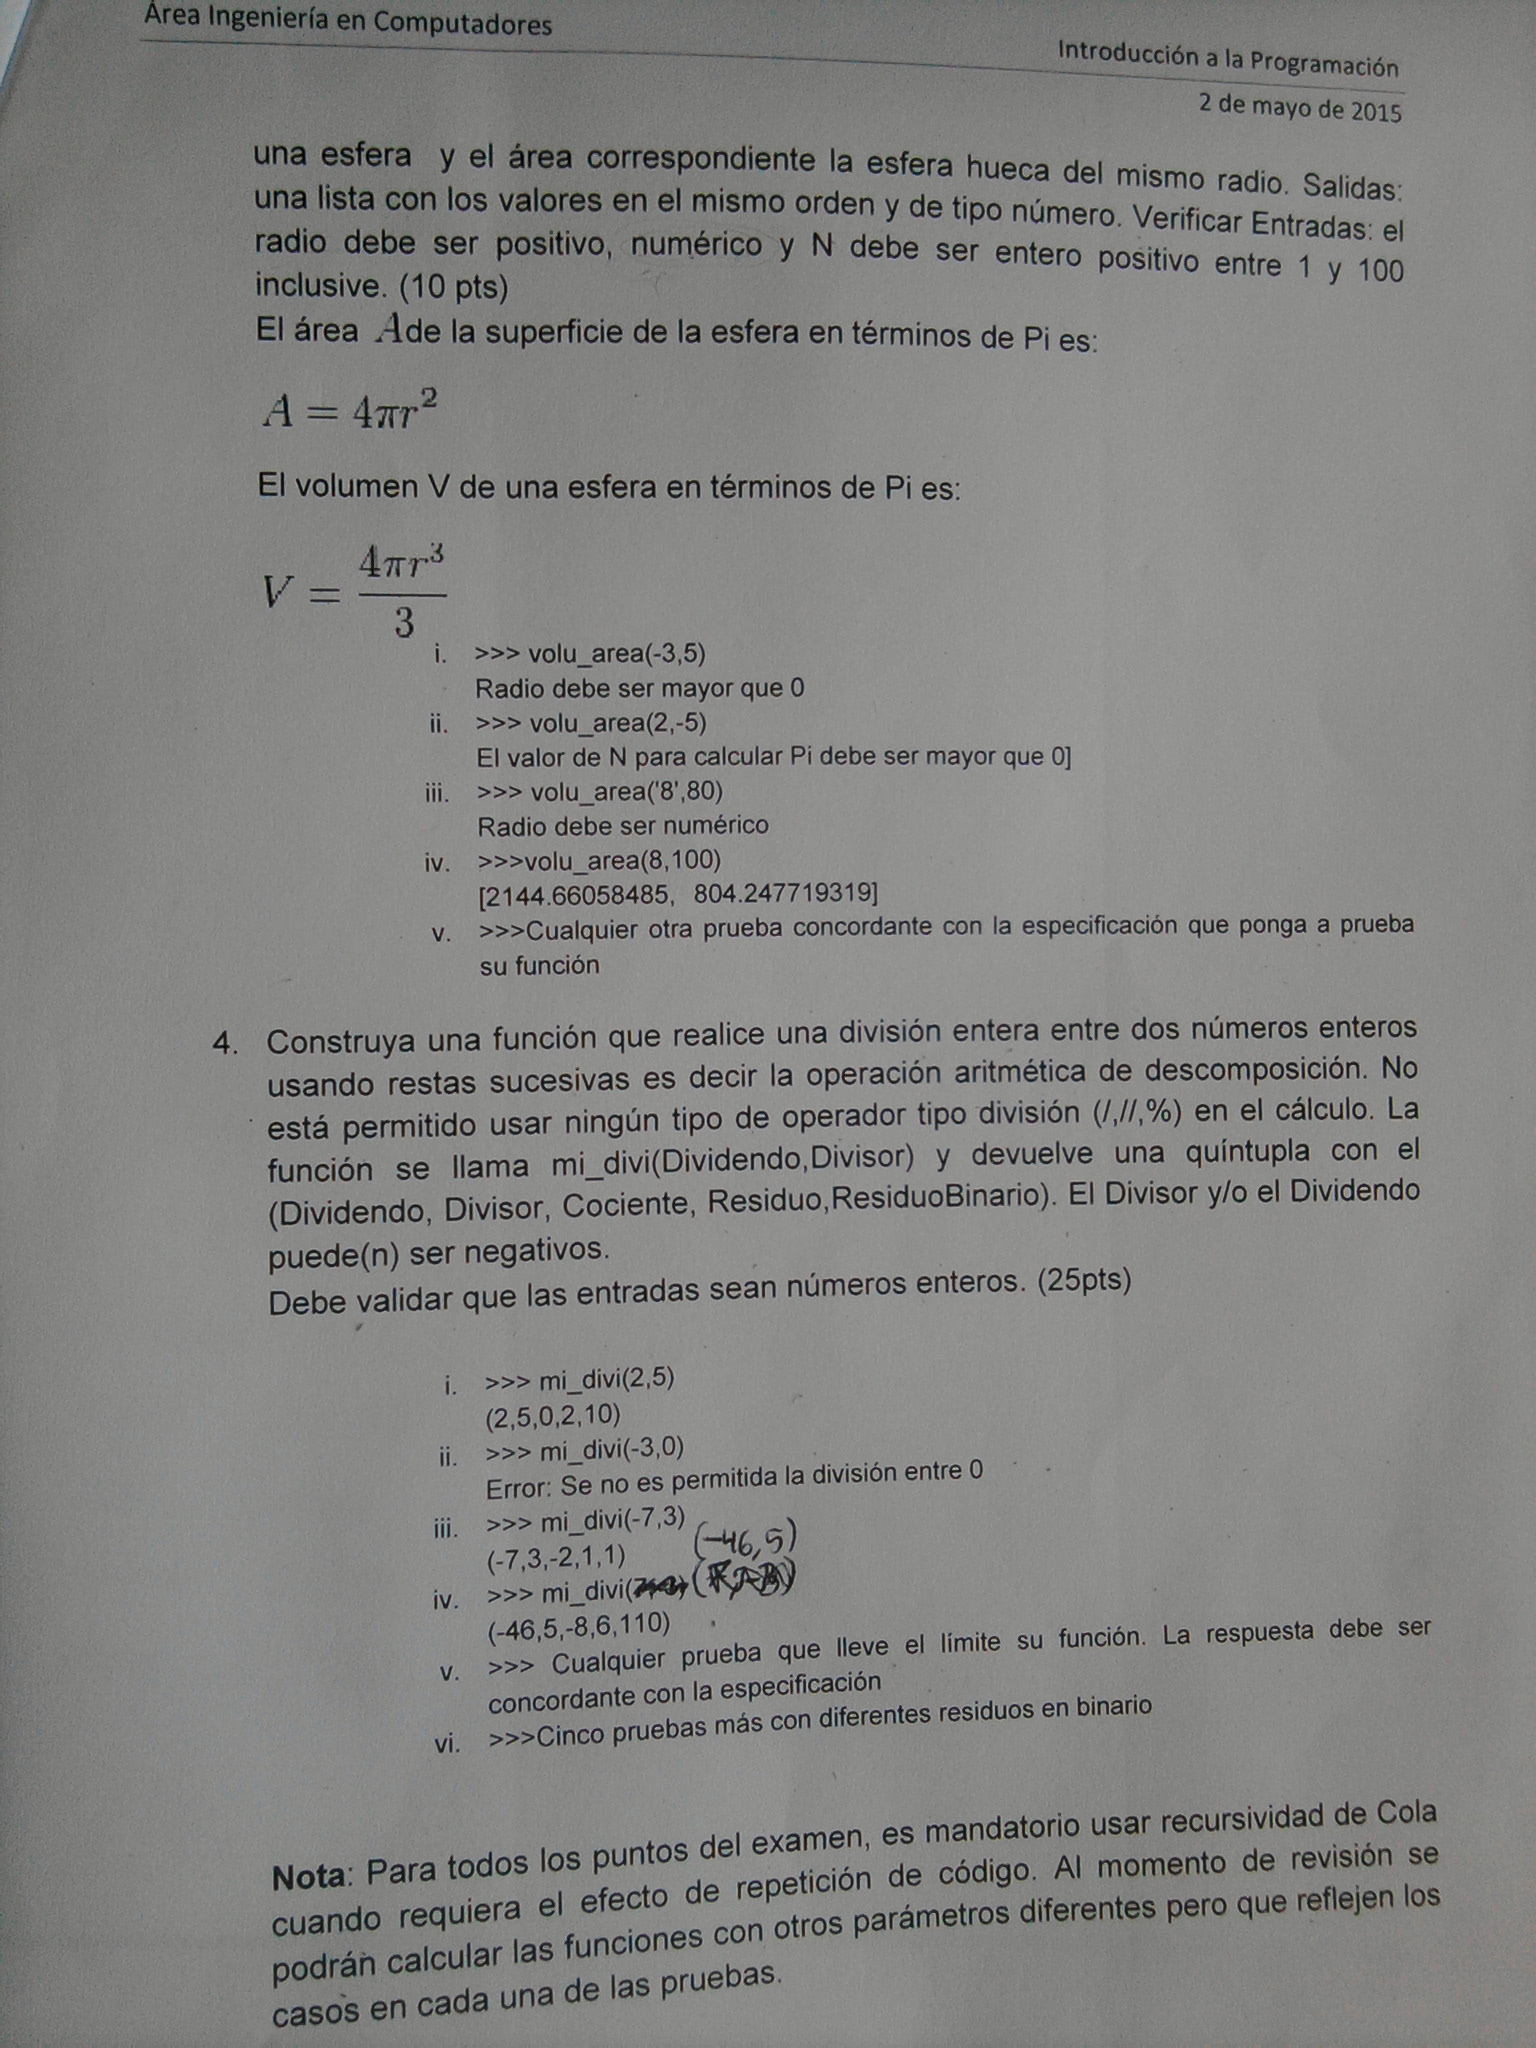 Área Ingeniería en Computadores
Introducción a la Programación
2 de mayo de 2015
una esfera y el área correspondiente la esfera hueca del mismo radio. Salidas:
una lista con los valores en el mismo orden y de tipo número. Verificar Entradas: el
radio debe ser positivo, numérico y N debe ser entero positivo entre 1 y 100
inclusive. (10 pts)
El área A de la superficie de la esfera en términos de Pi es:
A = 4πr²
El volumen V de una esfera en términos de Pi es:
V = 4πr³ / 3
i. >>> volu_area(-3,5)
Radio debe ser mayor que 0
ii. >>> volu_area(2,-5)
El valor de N para calcular Pi debe ser mayor que 0]
iii. >>> volu_area('8',80)
Radio debe ser numérico
iv. >>>volu_area(8,100)
[2144.66058485, 804.247719319]
v. >>>Cualquier otra prueba concordante con la especificación que ponga a prueba
su función
4. Construya una función que realice una división entera entre dos números enteros
usando restas sucesivas es decir la operación aritmética de descomposición. No
está permitido usar ningún tipo de operador tipo división (/,//,%) en el cálculo. La
función se llama mi_divi(Dividendo,Divisor) y devuelve una quíntupla con el
(Dividendo, Divisor, Cociente, Residuo,ResiduoBinario). El Divisor y/o el Dividendo
puede(n) ser negativos.
Debe validar que las entradas sean números enteros. (25pts)
i. >>> mi_divi(2,5)
(2,5,0,2,10)
ii. >>> mi_divi(-3,0)
Error: Se no es permitida la división entre 0
iii. >>> mi_divi(-7,3)
(-7,3,-2,1,1)
(-46,5)
iv. >>> mi_divi(
(-46,5,-8,6,110)
v. >>> Cualquier prueba que lleve el límite su función. La respuesta debe ser
concordante con la especificación
vi. >>>Cinco pruebas más con diferentes residuos en binario
Nota: Para todos los puntos del examen, es mandatorio usar recursividad de Cola
cuando requiera el efecto de repetición de código. Al momento de revisión se
podrán calcular las funciones con otros parámetros diferentes pero que reflejen los
casos en cada una de las pruebas.